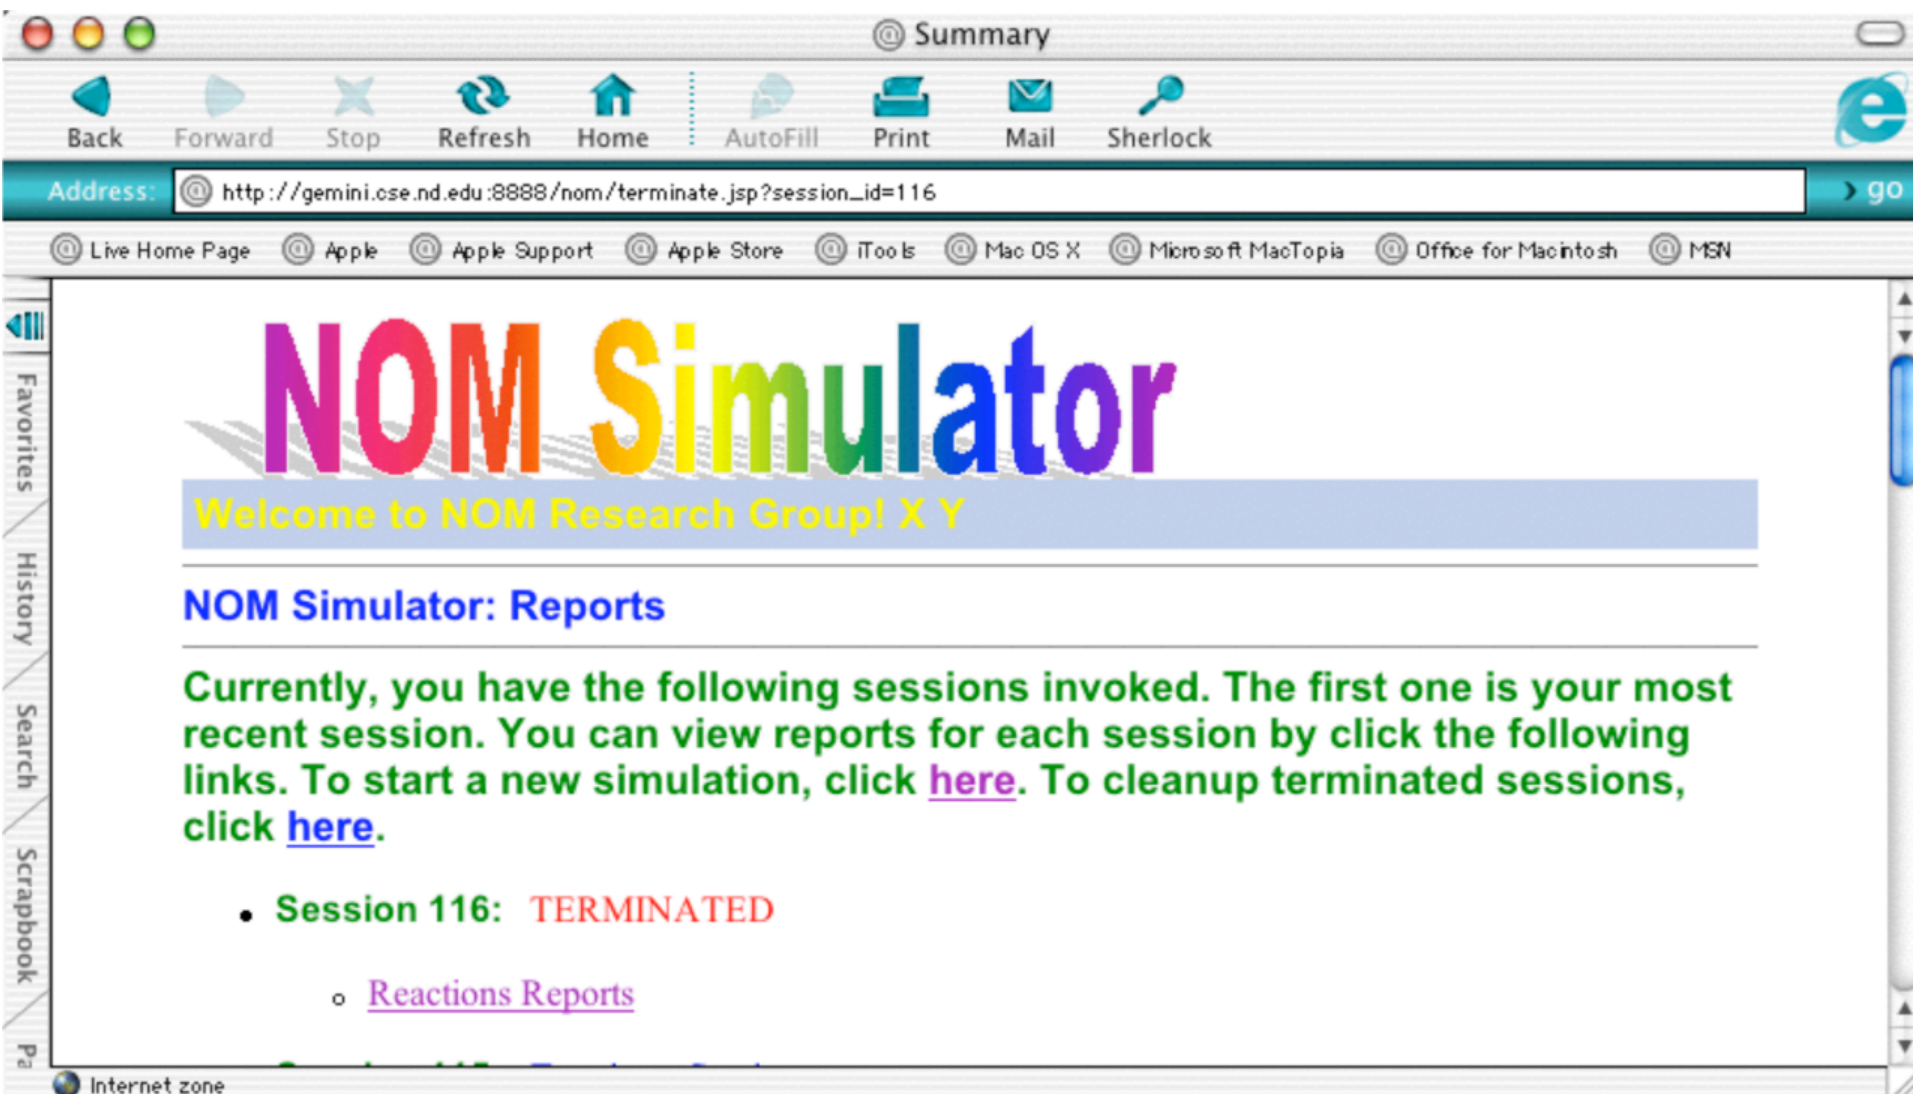 Summary
Back Forward Stop Refresh Home AutoFill Print Mail Sherlock
Address: http://gemini.cse.nd.edu:8888/nom/terminate.jsp?session_id=116 go
Live Home Page Apple Apple Support Apple Store iTools Mac OS X Microsoft MacTopia Office for Macintosh MSN
Favorites
History
Search
Scrapbook
Pa
NOM Simulator
Welcome to NOM Research Group! X Y
NOM Simulator: Reports
Currently, you have the following sessions invoked. The first one is your most
recent session. You can view reports for each session by click the following
links. To start a new simulation, click here. To cleanup terminated sessions,
click here.
Session 116: TERMINATED
Reactions Reports
Internet zone